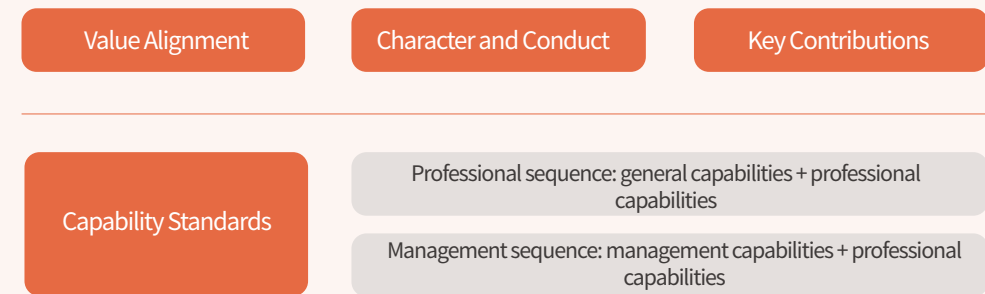 Value Alignment
Character and Conduct
Key Contributions
Capability Standards
Professional sequence: general capabilities + professional
capabilities
Management sequence: management capabilities + professional
capabilities